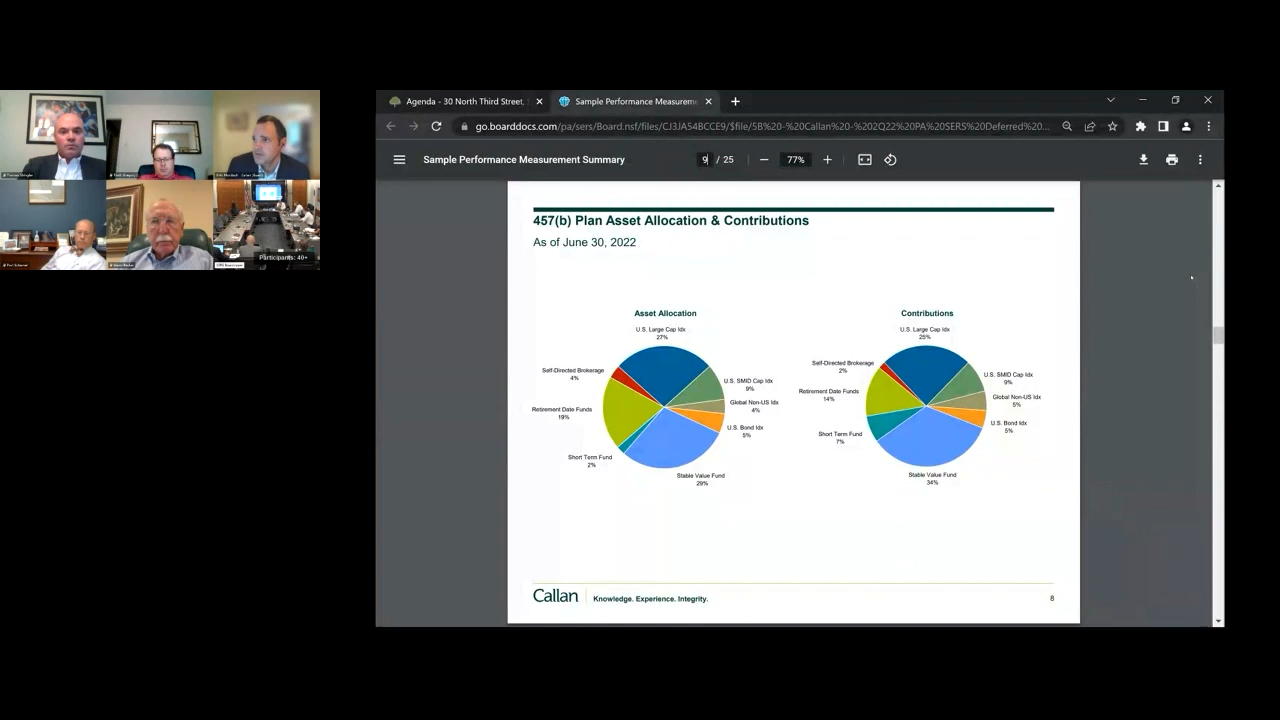 Agenda - 30 North Third Street,
Sample Performance Measurem
go.boarddocs.com/pa/sers/Board.nsf/files/CJ3JA54BCCE9/$file/5B%20-%20Callan%20-%202Q22%20PA%20SERS%20Deferred%20...
Sample Performance Measurement Summary
9 / 25
77%
Participants: 40+
457(b) Plan Asset Allocation & Contributions
As of June 30, 2022
Asset Allocation
U.S. Large Cap Idx
27%
U.S. SMID Cap Idx
9%
Global Non-US Idx
4%
U.S. Bond Idx
5%
Stable Value Fund
29%
Short Term Fund
2%
Retirement Date Funds
19%
Self-Directed Brokerage
4%
Contributions
U.S. Large Cap Idx
25%
U.S. SMID Cap Idx
9%
Global Non-US Idx
5%
U.S. Bond Idx
5%
Stable Value Fund
34%
Short Term Fund
7%
Retirement Date Funds
14%
Self-Directed Brokerage
2%
Callan
Knowledge. Experience. Integrity.
8